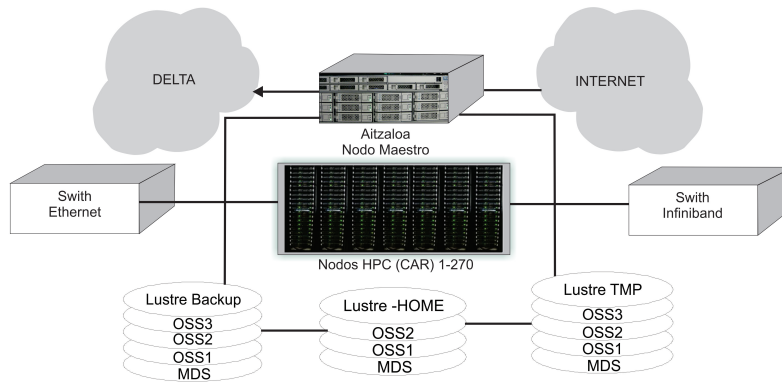 DELTA
INTERNET
Aitzaloa
Nodo Maestro
Swith
Ethernet
Swith
Infiniband
Nodos HPC (CAR) 1-270
Lustre Backup
OSS3
OSS2
OSS1
MDS
Lustre -HOME
OSS2
OSS1
MDS
Lustre TMP
OSS3
OSS2
OSS1
MDS